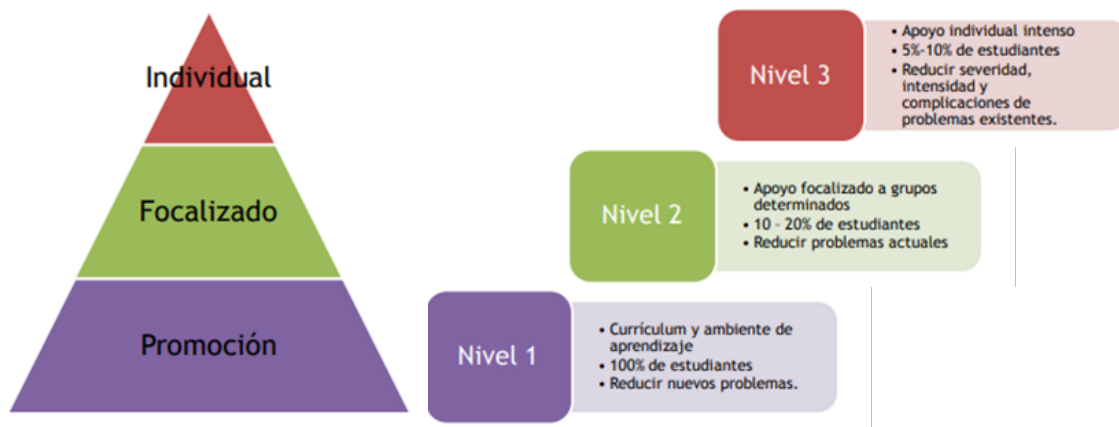 Individual
Focalizado
Promoción
Nivel 3
• Apoyo individual intenso
• 5%-10% de estudiantes
• Reducir severidad,
intensidad y
complicaciones de
problemas existentes.
Nivel 2
• Apoyo focalizado a grupos
determinados
• 10 - 20% de estudiantes
• Reducir problemas actuales
Nivel 1
• Currículum y ambiente de
aprendizaje
• 100% de estudiantes
• Reducir nuevos problemas.